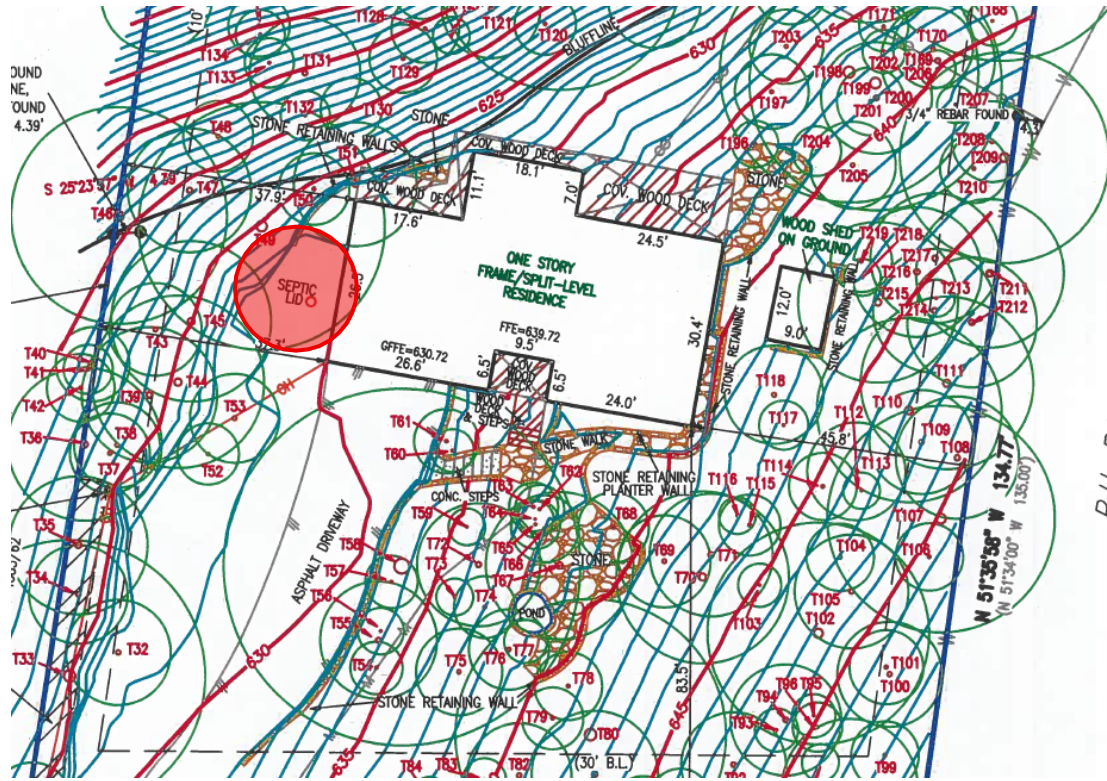 T128
T121
T120
T134
T133
T131
T129
T132
T130
BLUFFLINE
630
635
625
T203
T197
T171
T168
T170
T169
T202
T206
T198
T199
T200
T201
T207
3/4" REBAR FOUND
4.3'
640
T208
T209
T210
T204
T205
T196
(10'
OUND
NE,
OUND
4.39'
T48
STONE RETAINING WALLS
STONE
T51
T47
T50
T46
37.9'
T49
COV. WOOD DECK
COV. WOOD DECK
COV. WOOD DECK
18.1'
11.1'
7.0'
17.6'
24.5'
STONE
WOOD SHED
ON GROUND
12.0'
9.0'
STONE RETAINING WALL
STONE RETAINING WALL
T219
T218
T217
T216
T215
T213
T214
T211
T212
SEPTIC
LID
ONE STORY
FRAME/SPLIT-LEVEL
RESIDENCE
FFE=639.72
9.5'
GFFE=630.72
26.6'
6.5'
6.5'
COV.
WOOD
DECK
WOOD
DECK
& STEPS
30.4'
24.0'
T45
T43
T44
T40
T41
T42
T39
T53
T36
T38
T37
T52
OH
T61
T60
STONE WALK
STONE RETAINING
PLANTER WALL
CONC. STEPS
T118
T117
T111
T110
T112
T109
T108
45.8'
T114
T113
T116
T115
T107
T106
T104
T105
T102
T103
T101
T100
T99
T62
T63
T64
T65
T66
T67
T68
T69
T70
T71
STONE
POND
T59
T58
T57
T56
T55
T54
T72
T73
T74
T75
T76
T77
T78
T79
T80
T82
T83
T84
ASPHALT DRIVEWAY
630
635
645
T35
T34
T33
T32
STONE RETAINING WALL
83.5'
T96
T95
T94
T93
(30' B.L.)
N 51°35'58" W 134.77'
(N 51°34'00" W 135.00')